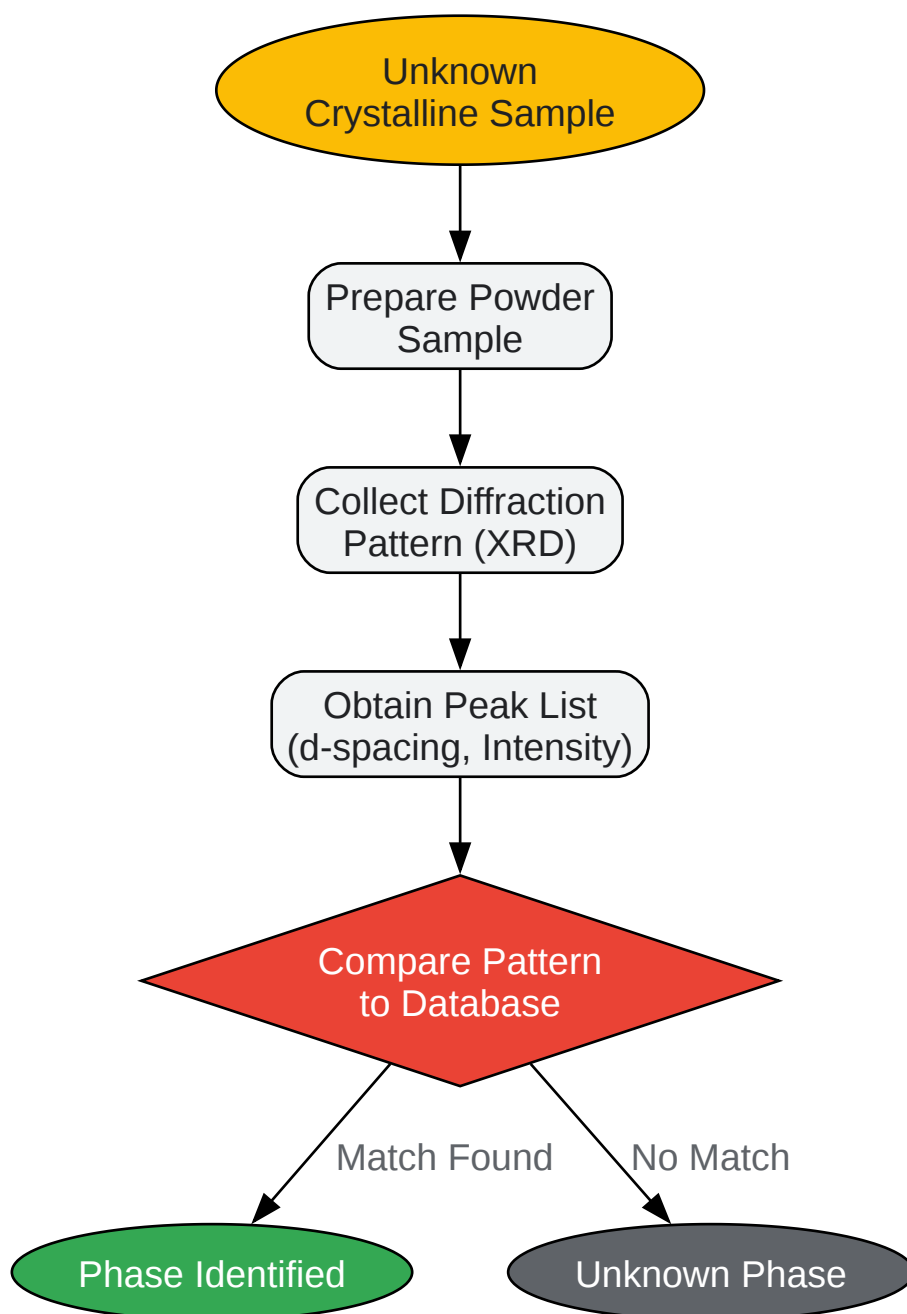 Unknown
Crystalline Sample
Prepare Powder
Sample
Collect Diffraction
Pattern (XRD)
Obtain Peak List
(d-spacing, Intensity)
Compare Pattern
to Database
Match Found
No Match
Phase Identified
Unknown Phase